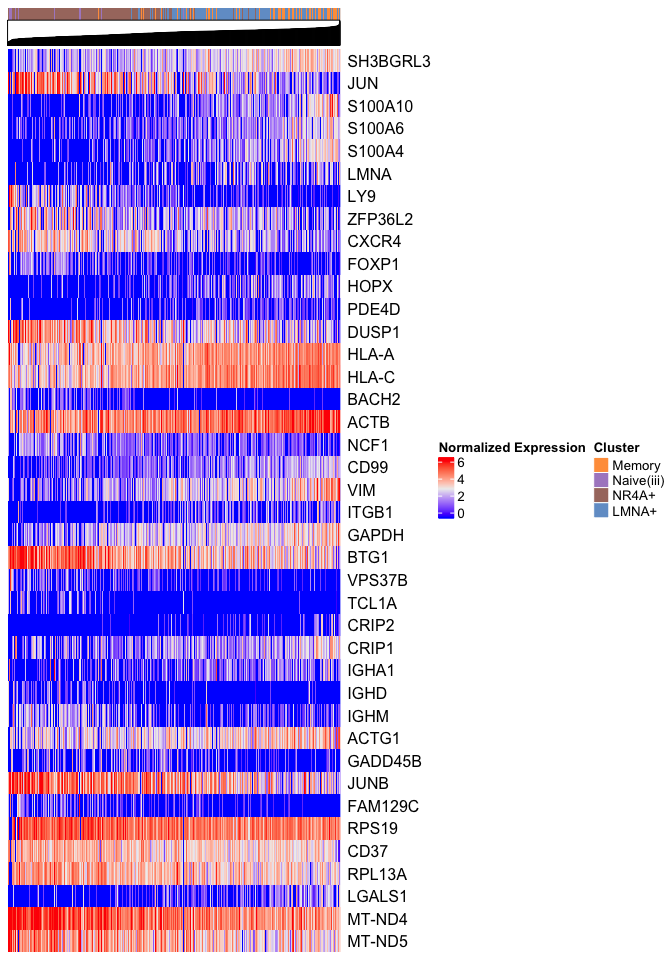 SH3BGRL3
JUN
S100A10
S100A6
S100A4
LMNA
LY9
ZFP36L2
CXCR4
FOXP1
HOPX
PDE4D
DUSP1
HLA-A
HLA-C
BACH2
ACTB
NCF1
CD99
VIM
ITGB1
GAPDH
BTG1
VPS37B
TCL1A
CRIP2
CRIP1
IGHA1
IGHD
IGHM
ACTG1
GADD45B
JUNB
FAM129C
RPS19
CD37
RPL13A
LGALS1
MT-ND4
MT-ND5
Normalized Expression
6
4
2
0
Cluster
Memory
Naive(iii)
NR4A+
LMNA+